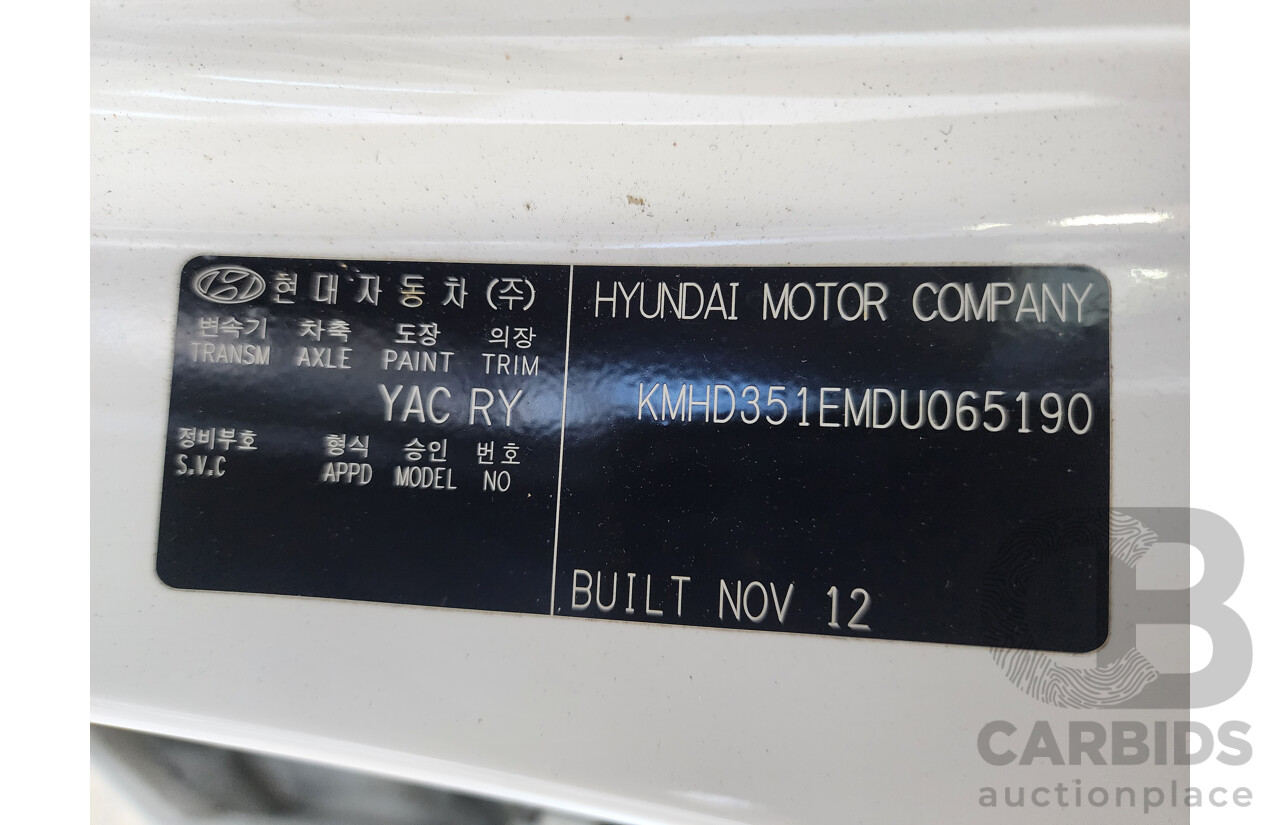 현대자동차 (주)
변속기 차축 도장 의장
TRANSM AXLE PAINT TRIM
YAC RY
정비부호 형식 승인 번호
S.V.C APPD MODEL NO
HYUNDAI MOTOR COMPANY
KMHD351EMDU065190
BUILT NOV 12
CB
CARBIDS
auctionplace